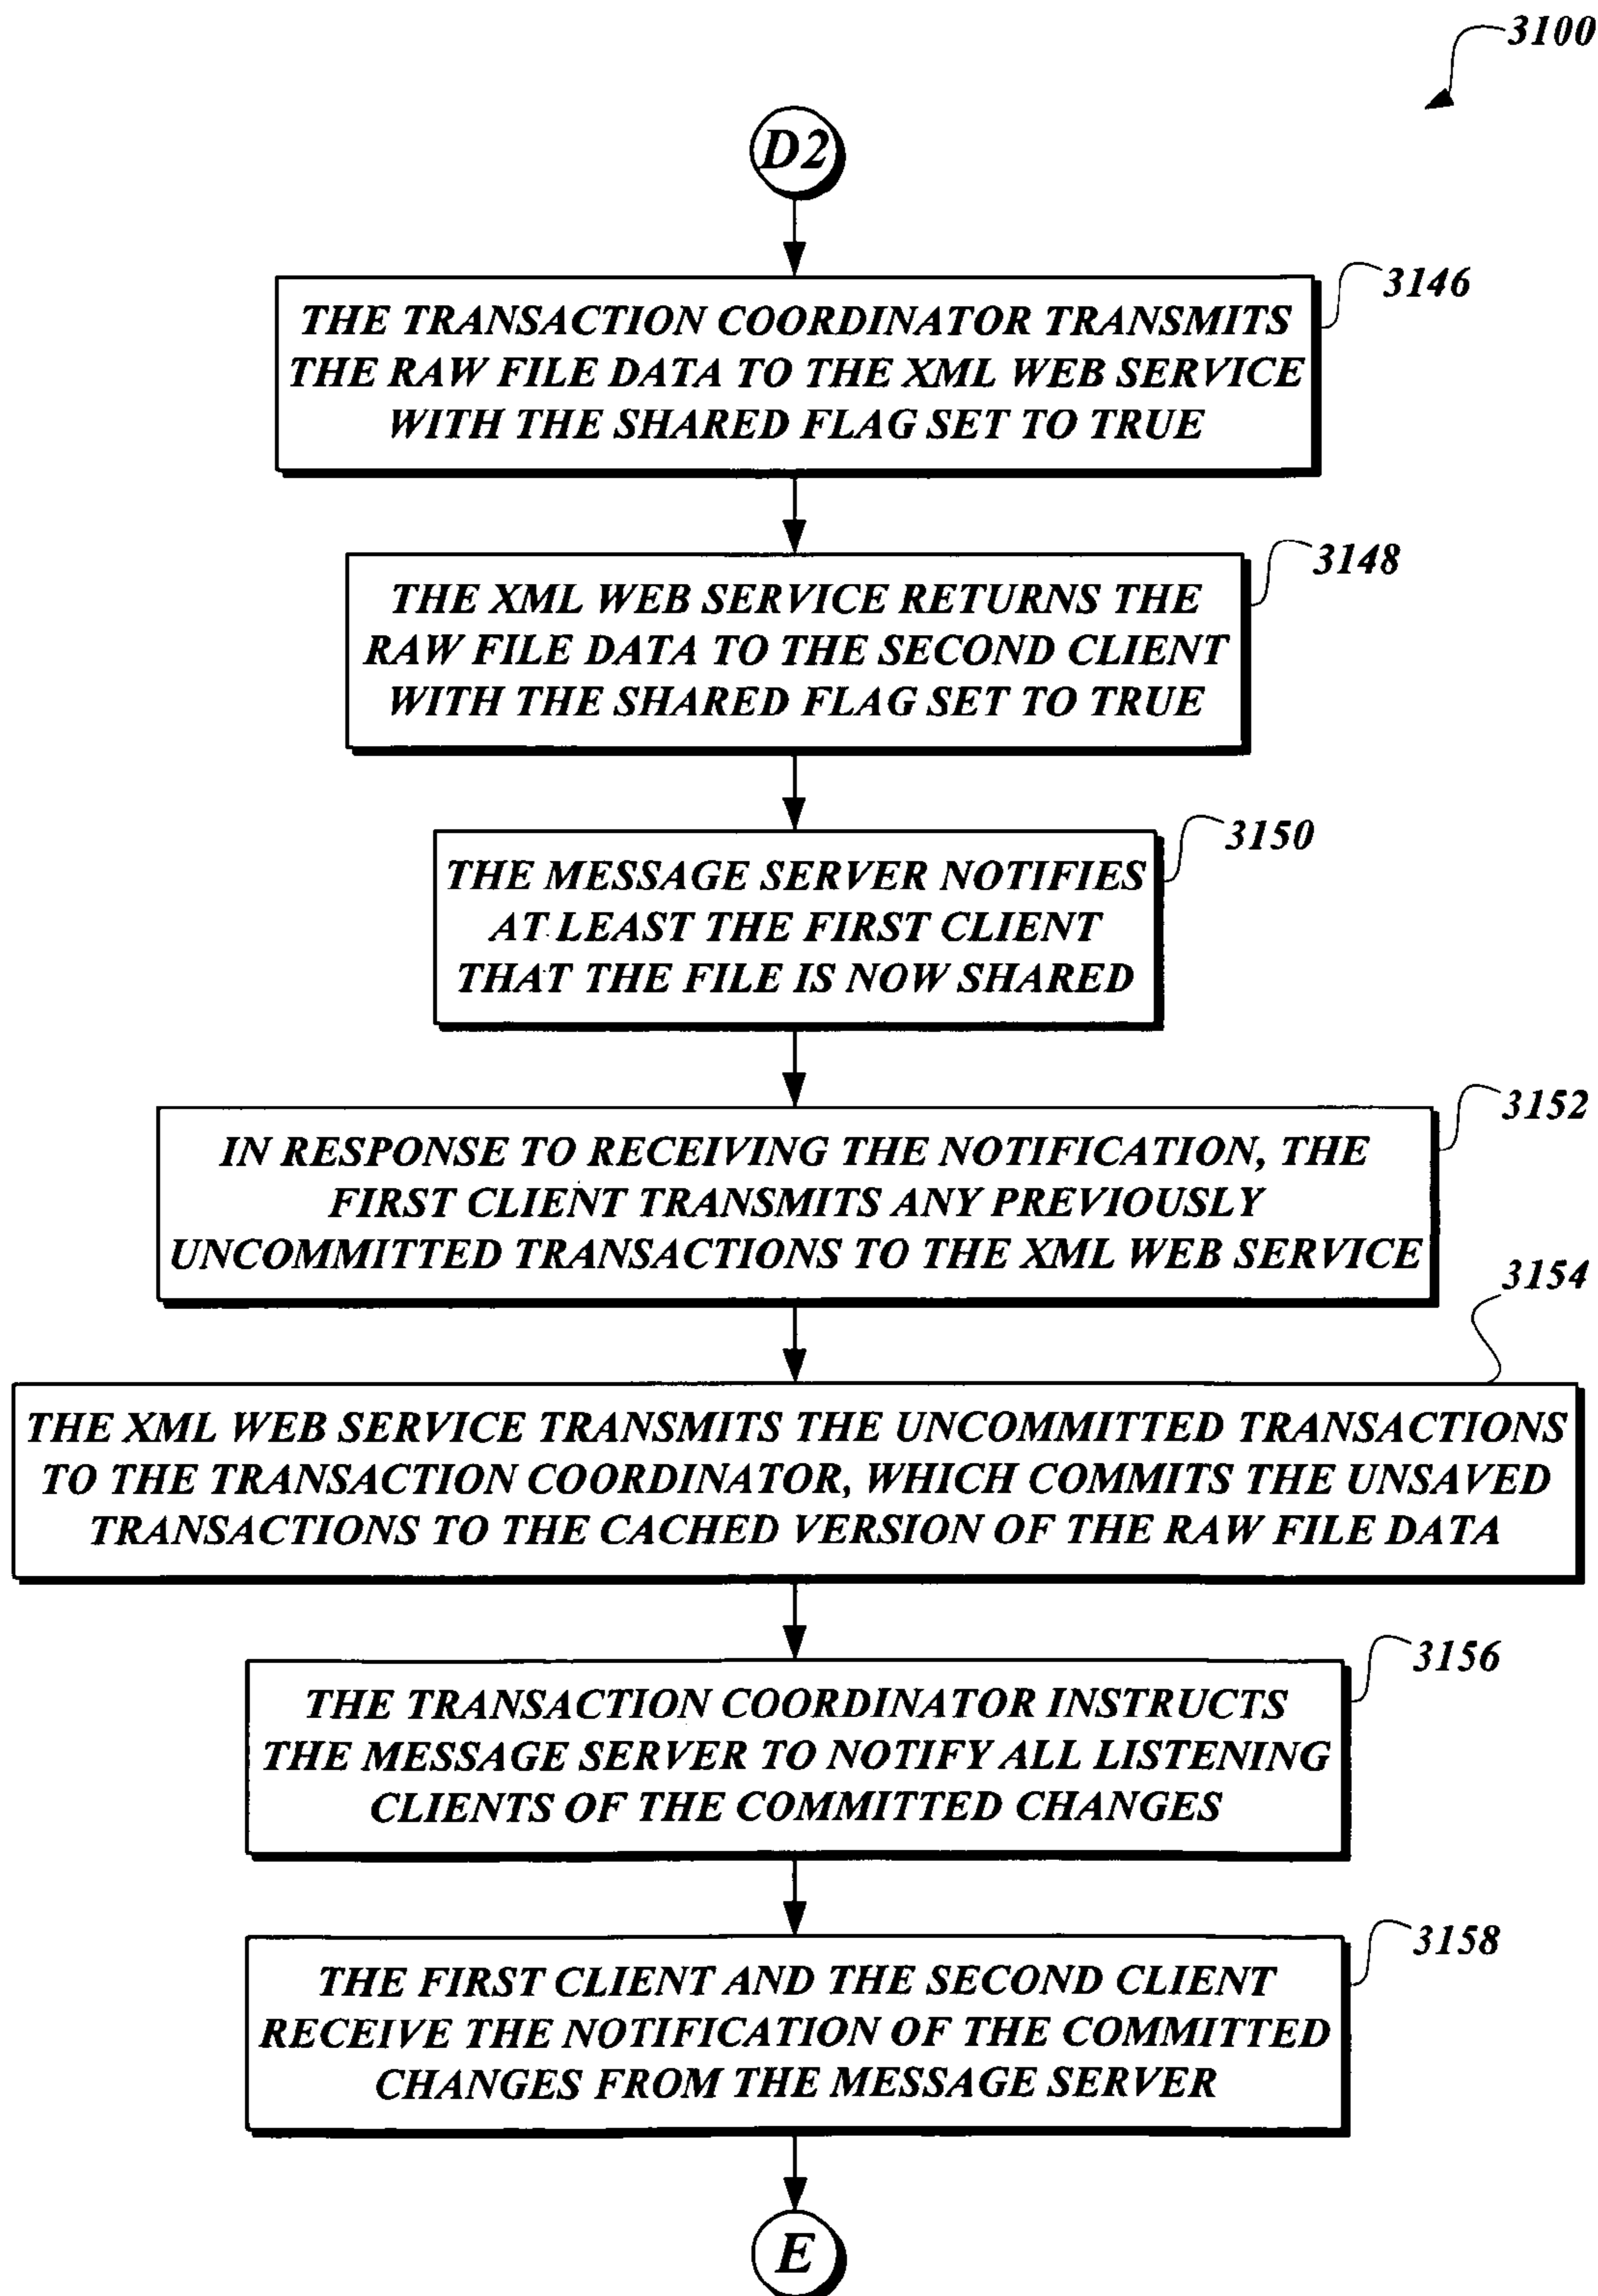 3100
D2
3146
THE TRANSACTION COORDINATOR TRANSMITS
THE RAW FILE DATA TO THE XML WEB SERVICE
WITH THE SHARED FLAG SET TO TRUE
3148
THE XML WEB SERVICE RETURNS THE
RAW FILE DATA TO THE SECOND CLIENT
WITH THE SHARED FLAG SET TO TRUE
3150
THE MESSAGE SERVER NOTIFIES
AT LEAST THE FIRST CLIENT
THAT THE FILE IS NOW SHARED
3152
IN RESPONSE TO RECEIVING THE NOTIFICATION, THE
FIRST CLIENT TRANSMITS ANY PREVIOUSLY
UNCOMMITTED TRANSACTIONS TO THE XML WEB SERVICE
3154
THE XML WEB SERVICE TRANSMITS THE UNCOMMITTED TRANSACTIONS
TO THE TRANSACTION COORDINATOR, WHICH COMMITS THE UNSAVED
TRANSACTIONS TO THE CACHED VERSION OF THE RAW FILE DATA
3156
THE TRANSACTION COORDINATOR INSTRUCTS
THE MESSAGE SERVER TO NOTIFY ALL LISTENING
CLIENTS OF THE COMMITTED CHANGES
3158
THE FIRST CLIENT AND THE SECOND CLIENT
RECEIVE THE NOTIFICATION OF THE COMMITTED
CHANGES FROM THE MESSAGE SERVER
E